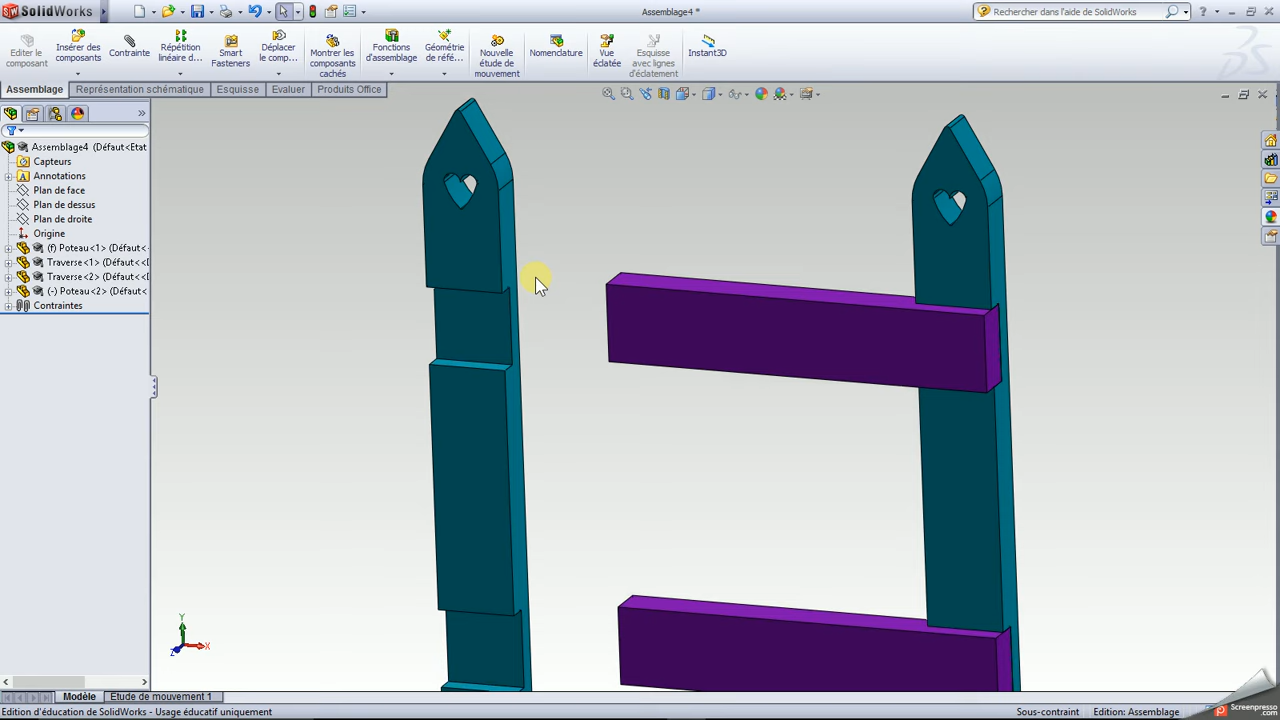 SolidWorks
Assemblage4 *
Rechercher dans l'aide de SolidWorks
Editer le composant
Insérer des composants
Contrainte
Répétition linéaire d...
Smart Fasteners
Déplacer le comp...
Montrer les composants cachés
Fonctions d'assemblage
Géométrie de réfé...
Nouvelle étude de mouvement
Nomenclature
Vue éclatée
Esquisse avec lignes d'éclatement
Instant3D
Assemblage
Représentation schématique
Esquisse
Evaluer
Produits Office
Assemblage4 (Défaut<Etat
Capteurs
Annotations
Plan de face
Plan de dessus
Plan de droite
Origine
(f) Poteau<1> (Défaut<
Traverse<1> (Défaut<<D
Traverse<2> (Défaut<<D
(-) Poteau<2> (Défaut<
Contraintes
Y
X
Z
Modèle
Etude de mouvement 1
Edition d'éducation de SolidWorks - Usage éducatif uniquement
Sous-contraint
Edition: Assemblage
Screenpresso
.com